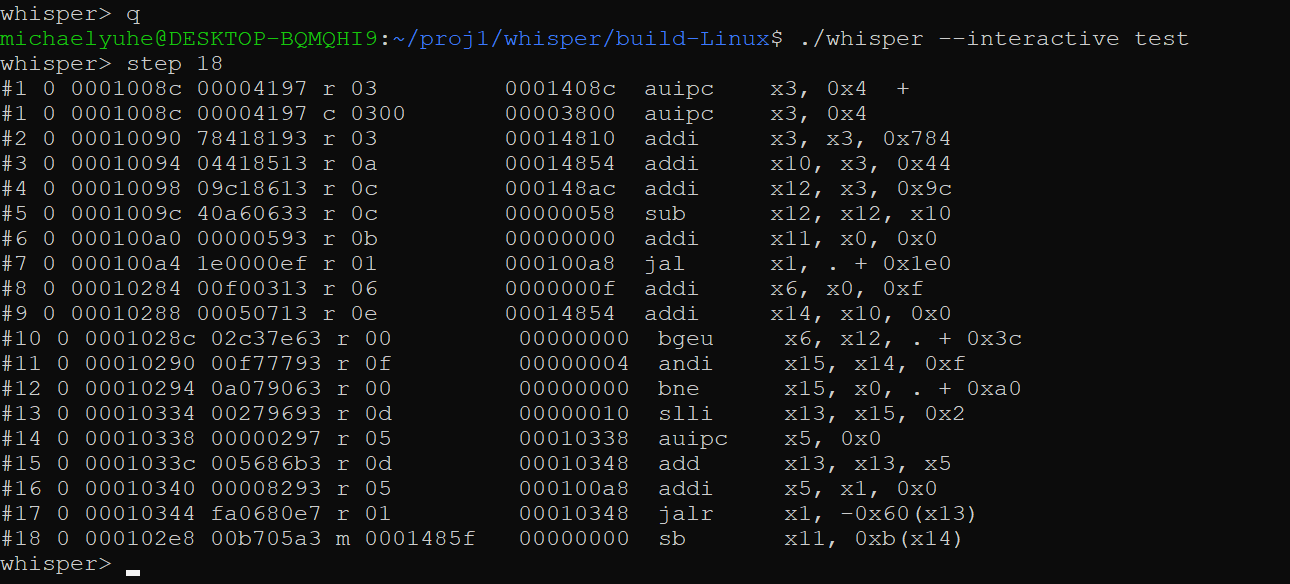 whisper> q
michaelyuhe@DESKTOP-BQMQHI9:~/proj1/whisper/build-Linux$ ./whisper --interactive test
whisper> step 18
#1 0 0001008c 00004197 r 03         0001408c  auipc    x3, 0x4  +
#1 0 0001008c 00004197 c 0300       00003800  auipc    x3, 0x4
#2 0 00010090 78418193 r 03         00014810  addi     x3, x3, 0x784
#3 0 00010094 04418513 r 0a         00014854  addi     x10, x3, 0x44
#4 0 00010098 09c18613 r 0c         000148ac  addi     x12, x3, 0x9c
#5 0 0001009c 40a60633 r 0c         00000058  sub      x12, x12, x10
#6 0 000100a0 00000593 r 0b         00000000  addi     x11, x0, 0x0
#7 0 000100a4 1e0000ef r 01         000100a8  jal      x1, . + 0x1e0
#8 0 00010284 00f00313 r 06         0000000f  addi     x6, x0, 0xf
#9 0 00010288 00050713 r 0e         00014854  addi     x14, x10, 0x0
#10 0 0001028c 02c37e63 r 00         00000000  bgeu     x6, x12, . + 0x3c
#11 0 00010290 00f77793 r 0f         00000004  andi     x15, x14, 0xf
#12 0 00010294 0a079063 r 00         00000000  bne      x15, x0, . + 0xa0
#13 0 00010334 00279693 r 0d         00000010  slli     x13, x15, 0x2
#14 0 00010338 00000297 r 05         00010338  auipc    x5, 0x0
#15 0 0001033c 005686b3 r 0d         00010348  add      x13, x13, x5
#16 0 00010340 00008293 r 05         000100a8  addi     x5, x1, 0x0
#17 0 00010344 fa0680e7 r 01         00010348  jalr     x1, -0x60(x13)
#18 0 000102e8 00b705a3 m 0001485f   00000000  sb       x11, 0xb(x14)
whisper>